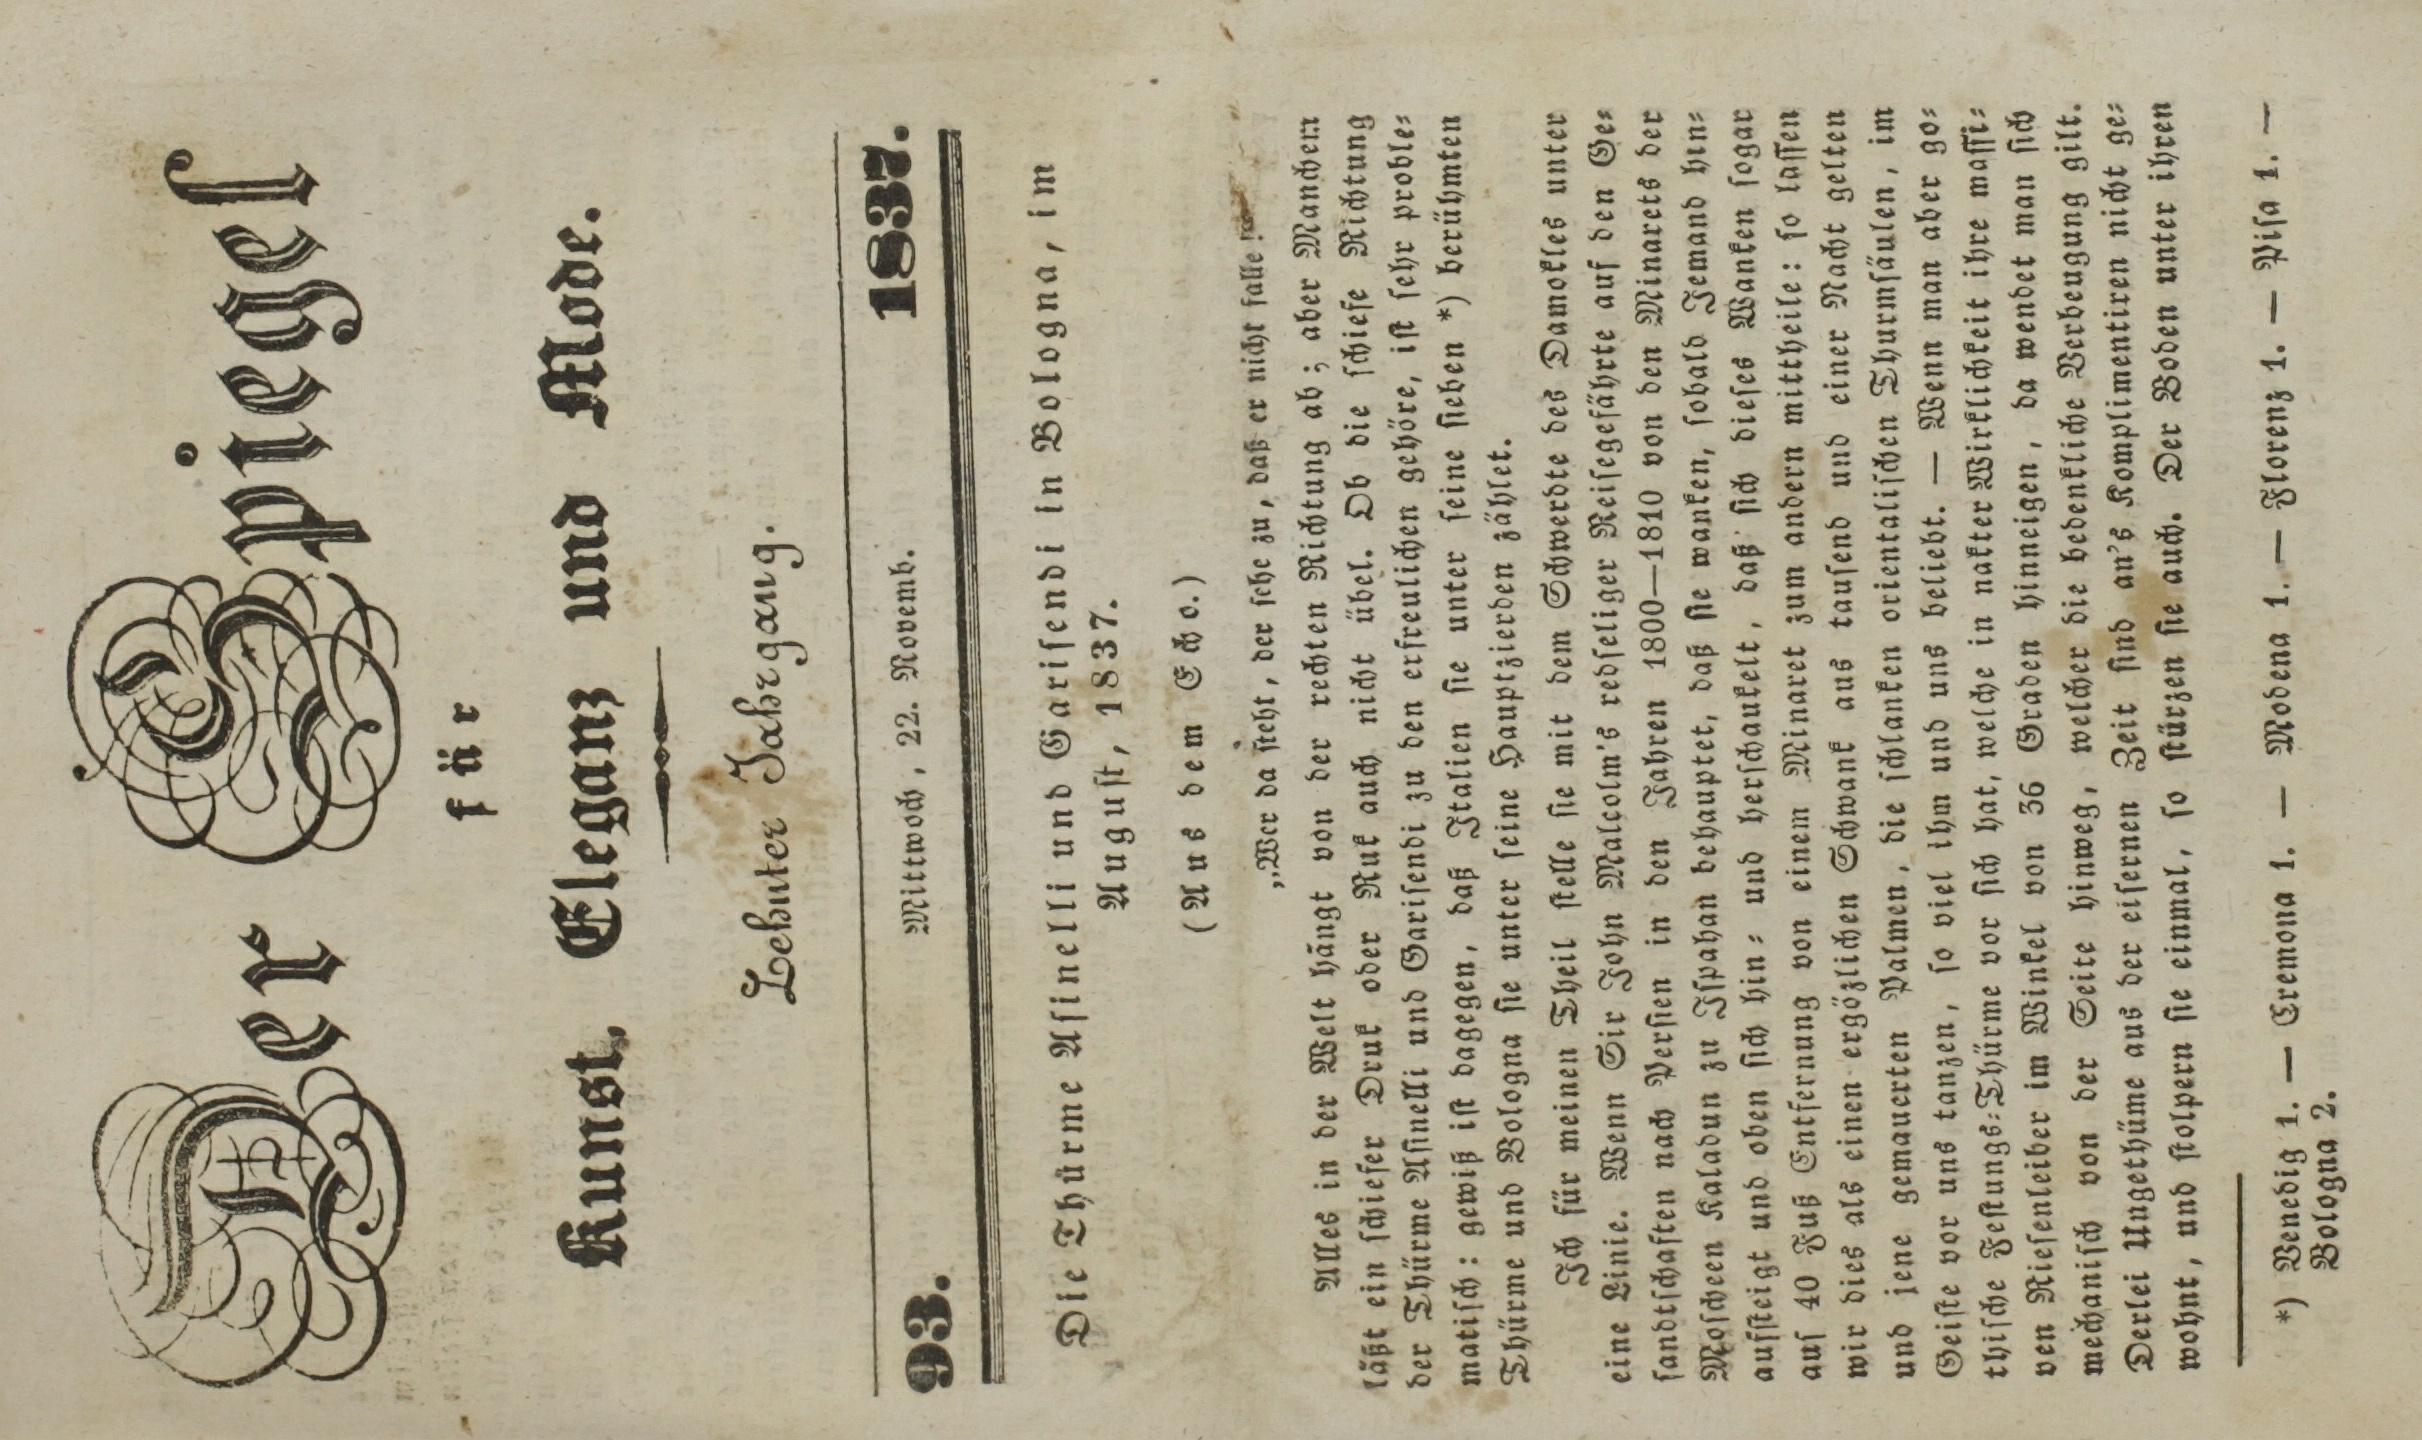 Der Spiegel
für
Kunst, Eleganz und Mode.
Zehnter Jahrgang.
93. Mittwoch, 22. Novemb. 1837.
Die Thürme Asinelli und Garisendi in Bologna, im
August, 1837.
(Aus dem Echo.)
„Wer da steht, der sehe zu, daß er nicht falle!“
Alles in der Welt hängt von der rechten Richtung ab; aber Manchem
läßt ein schiefer Druk oder Ruk auch nicht übel. Ob die schiefe Richtung
der Thürme Asinelli und Garisendi zu den erfreulichen gehöre, ist sehr proble-
matisch: gewiß ist dagegen, daß Italien sie unter seine sieben *) berühmten
Thürme und Bologna sie unter seine Hauptzierden zählet.
Ich für meinen Theil stelle sie mit dem Schwerdte des Damokles unter
eine Linie. Wenn Sir John Malcolm's redseliger Reisegefährte auf den Ge-
sandtschaften nach Persien in den Jahren 1800—1810 von den Minarets der
Moscheen Kaladun zu Ispahan behauptet, daß sie wanken, sobald Jemand hin-
aufsteigt und oben sich hin- und herschaukelt, daß sich dieses Wanken sogar
auf 40 Fuß Entfernung von einem Minaret zum andern mittheile: so lassen
wir dies als einen ergözlichen Schwank aus tausend und einer Nacht gelten
und jene gemauerten Palmen, die schlanken orientalischen Thurmsäulen, im
Geiste vor uns tanzen, so viel ihm und uns beliebt. — Wenn man aber go-
thische Festungs-Thürme vor sich hat, welche in nakter Wirklichkeit ihre massi-
ven Riesenleiber im Winkel von 36 Graden hinneigen, da wendet man sich
mechanisch von der Seite hinweg, welcher die bedenkliche Verbeugung gilt.
Derlei Ungethüme aus der eisernen Zeit sind an's Komplimentiren nicht ge-
wohnt, und stolpern sie einmal, so stürzen sie auch. Der Boden unter ihren
*) Venedig 1. — Cremona 1. — Modena 1. — Florenz 1. — Pisa 1. —
Bologna 2.